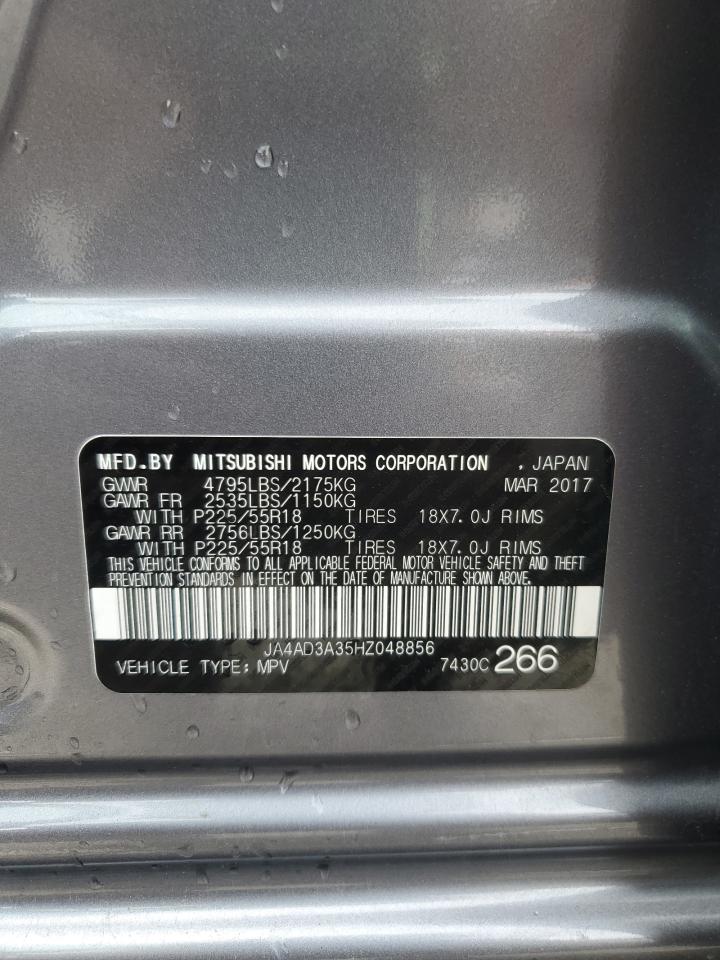 MFD.BY MITSUBISHI MOTORS CORPORATION , JAPAN
GVWR 4795LBS/2175KG MAR 2017
GAWR FR 2535LBS/1150KG
WITH P225/55R18 TIRES 18X7.0J RIMS
GAWR RR 2756LBS/1250KG
WITH P225/55R18 TIRES 18X7.0J RIMS
THIS VEHICLE CONFORMS TO ALL APPLICABLE FEDERAL MOTOR VEHICLE SAFETY AND THEFT
PREVENTION STANDARDS IN EFFECT ON THE DATE OF MANUFACTURE SHOWN ABOVE.
JA4AD3A35HZ048856
VEHICLE TYPE: MPV 7430C 266